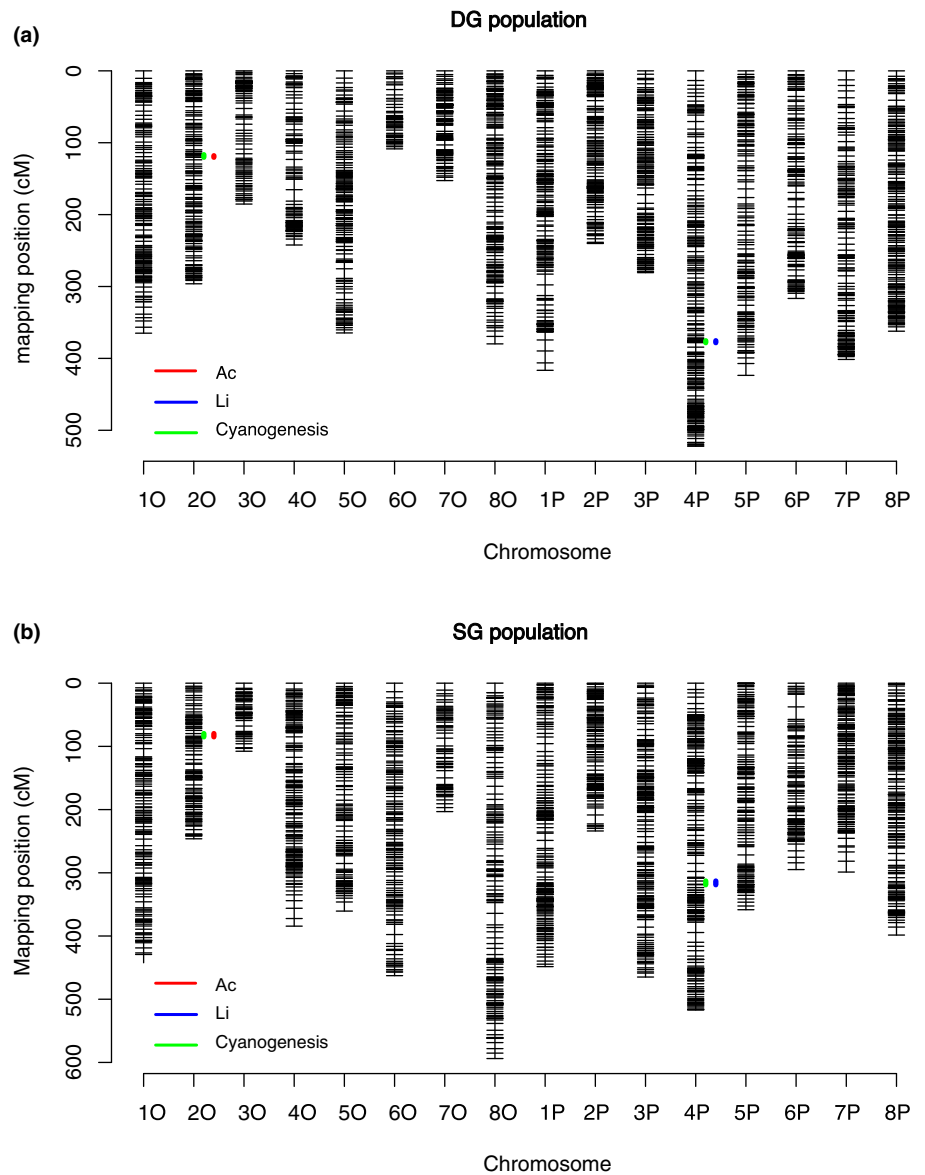 (a)
DG population
mapping position (cM)
0
100
200
300
400
500
Ac
Li
Cyanogenesis
1O 2O 3O 4O 5O 6O 7O 8O 1P 2P 3P 4P 5P 6P 7P 8P
Chromosome
(b)
SG population
Mapping position (cM)
0
100
200
300
400
500
600
Ac
Li
Cyanogenesis
1O 2O 3O 4O 5O 6O 7O 8O 1P 2P 3P 4P 5P 6P 7P 8P
Chromosome